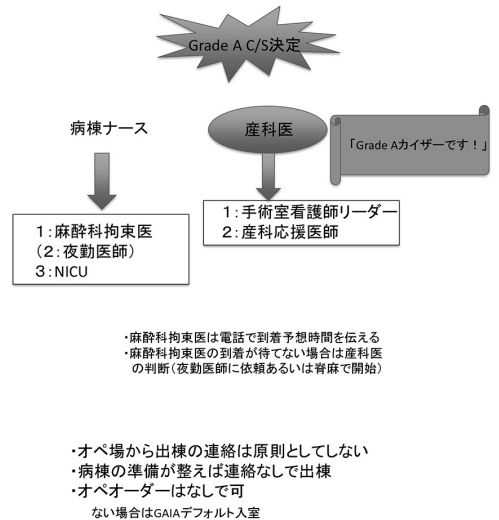 Grade A C/S決定
病棟ナース
産科医
「Grade Aカイザーです！」
１：麻酔科拘束医
（２：夜勤医師）
３：NICU
１：手術室看護師リーダー
２：産科応援医師
・麻酔科拘束医は電話で到着予想時間を伝える
・麻酔科拘束医の到着が待てない場合は産科医
の判断（夜勤医師に依頼あるいは脊麻で開始）
・オペ場から出棟の連絡は原則としてしない
・病棟の準備が整えば連絡なしで出棟
・オペオーダーはなしで可
ない場合はGAIAデフォルト入室